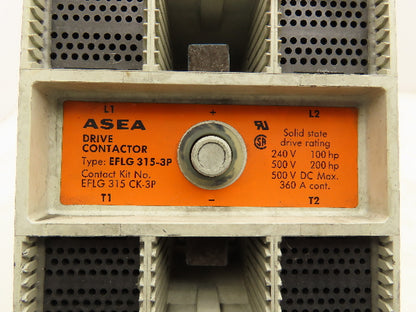 L1 + L2
ASEA
DRIVE
CONTACTOR
Type: EFLG 315-3P
Contact Kit No.
EFLG 315 CK-3P
Solid state
drive rating
240 V 100 hp
500 V 200 hp
500 V DC Max.
360 A cont.
T1 – T2